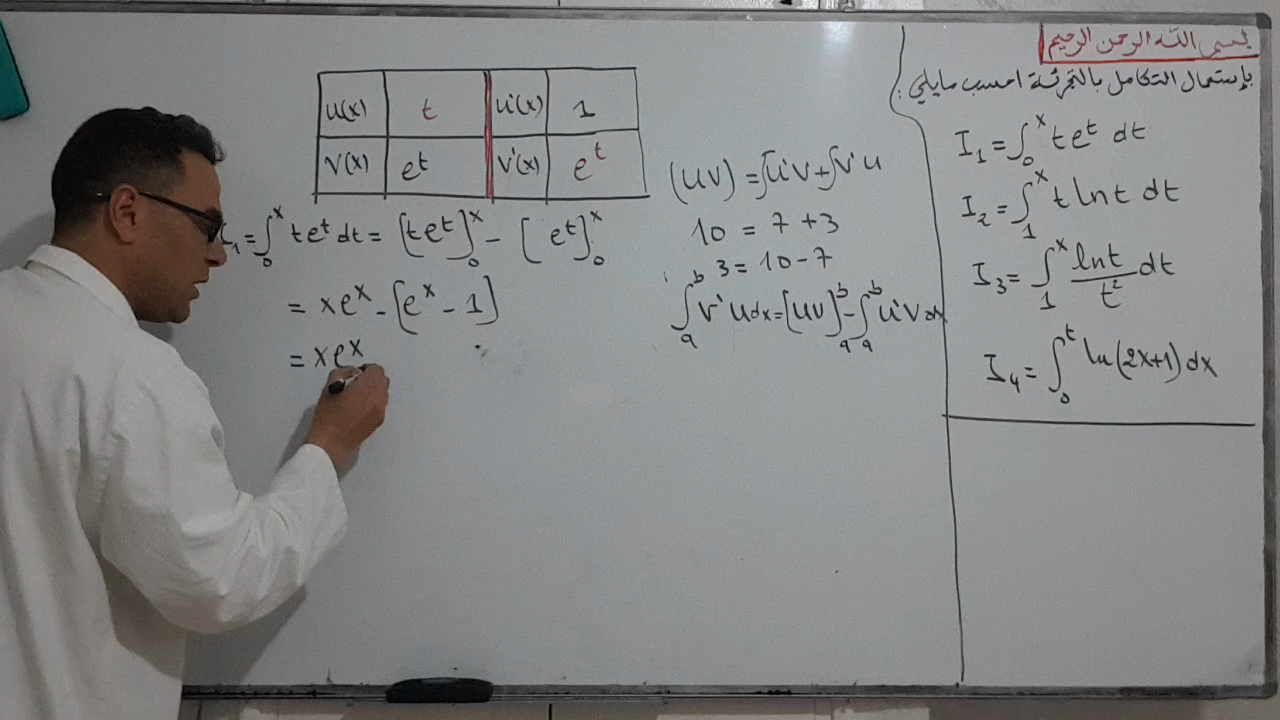 بسم الله الرحمن الرحيم
بإستعمال التكامل بالتجزئة احسب مايلي :
I₁ = ∫₀ˣ t eᵗ dt
I₂ = ∫₁ˣ t ln t dt
I₃ = ∫₁ˣ ln t / t² dt
I₄ = ∫₀ᵗ ln(2x+1) dx
u(x) t u'(x) 1
v(x) eᵗ v'(x) eᵗ
I₁ = ∫₀ˣ t eᵗ dt = [t eᵗ]₀ˣ - [eᵗ]₀ˣ
= x eˣ - [eˣ - 1]
= x eˣ
(uv) = ∫u'v + ∫v'u
10 = 7 + 3
3 = 10 - 7
∫ₐᵇ v'u dx = [uv]ₐᵇ - ∫ₐᵇ u'v dx